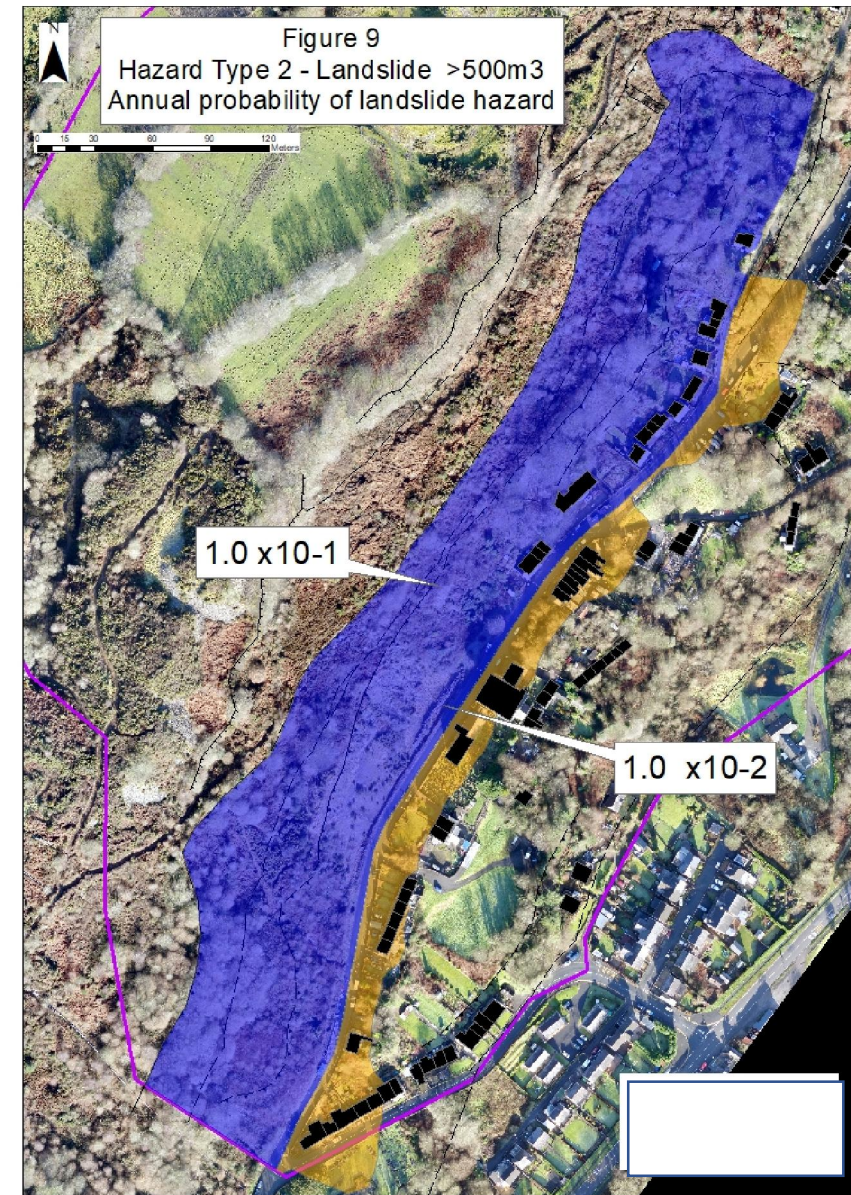 N
Figure 9
Hazard Type 2 - Landslide >500m3
Annual probability of landslide hazard
0 15 30 60 90 120
Meters
1.0 x10-1
1.0 x10-2